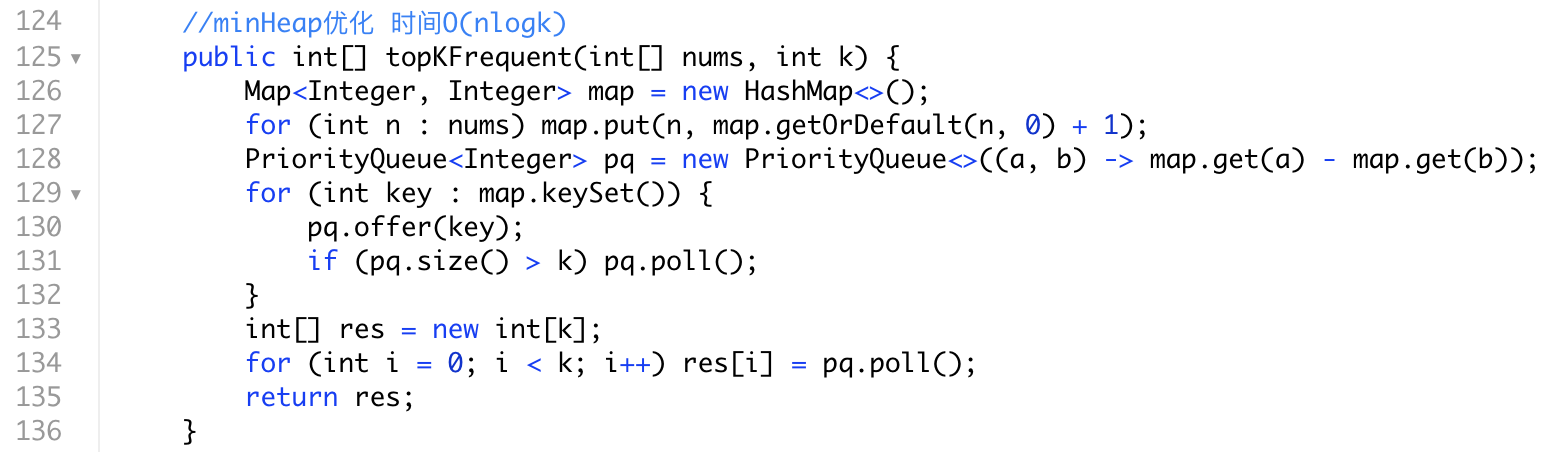 124 //minHeap优化 时间O(nlogk)
125 public int[] topKFrequent(int[] nums, int k) {
126 Map<Integer, Integer> map = new HashMap<>();
127 for (int n : nums) map.put(n, map.getOrDefault(n, 0) + 1);
128 PriorityQueue<Integer> pq = new PriorityQueue<>((a, b) -> map.get(a) - map.get(b));
129 for (int key : map.keySet()) {
130 pq.offer(key);
131 if (pq.size() > k) pq.poll();
132 }
133 int[] res = new int[k];
134 for (int i = 0; i < k; i++) res[i] = pq.poll();
135 return res;
136 }